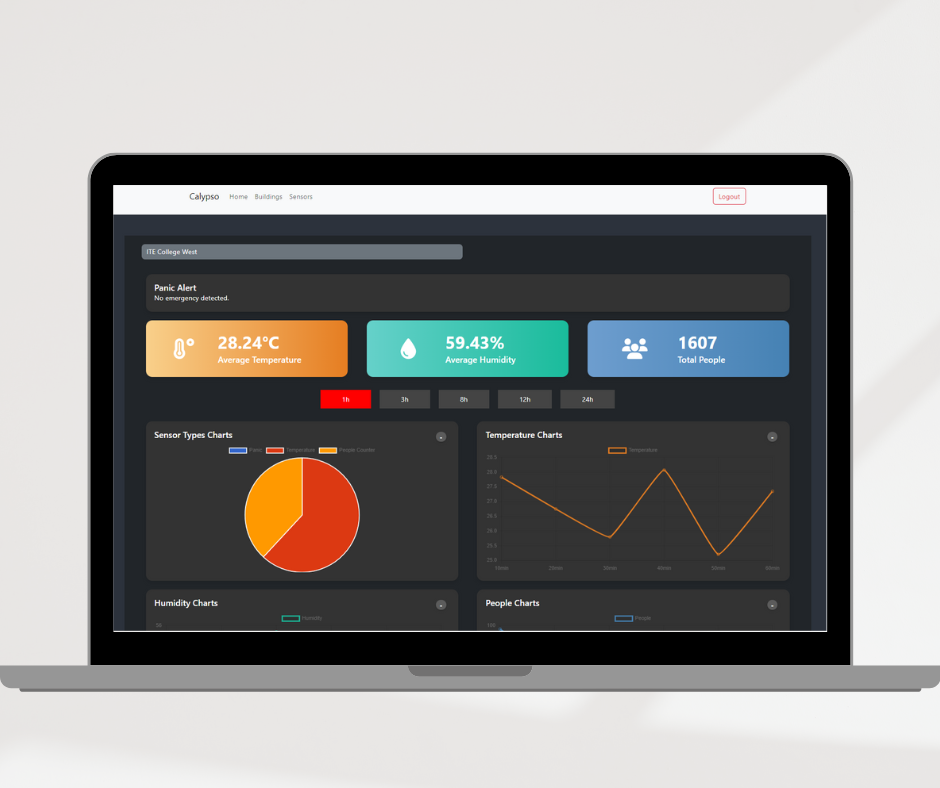 Calypso Home Buildings Sensors Logout
ITE College West
Panic Alert
No emergency detected.
28.24°C
Average Temperature
59.43%
Average Humidity
1607
Total People
1h 3h 8h 12h 24h
Sensor Types Charts
Panic Temperature People Counter
Temperature Charts
Temperature
28.5
28.0
27.5
27.0
26.5
26.0
25.5
25.0
10min 20min 30min 40min 50min 60min
Humidity Charts
Humidity
People Charts
People
100